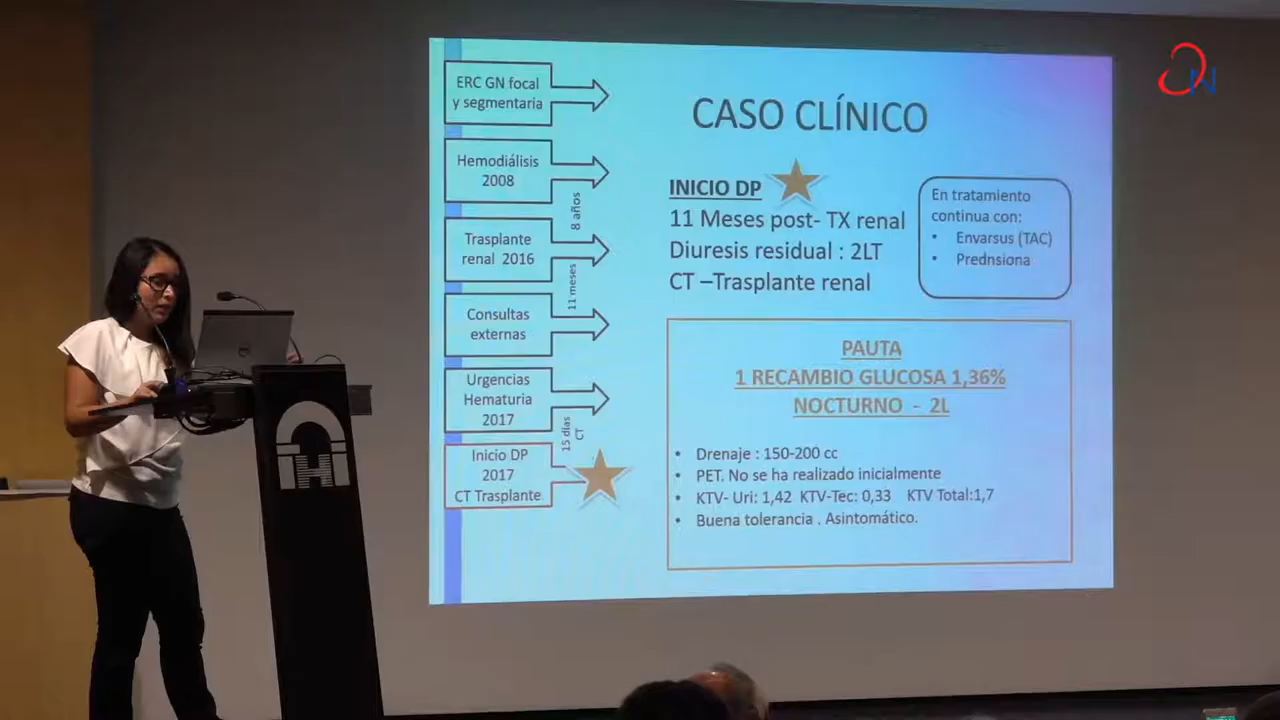 ERC GN focal
y segmentaria
Hemodiálisis
2008
8 años
Trasplante
renal 2016
11 meses
Consultas
externas
Urgencias
Hematuria
2017
15 días
CT
Inicio DP
2017
CT Trasplante
CASO CLÍNICO
INICIO DP
11 Meses post- TX renal
Diuresis residual : 2LT
CT –Trasplante renal
En tratamiento
continua con:
• Envarsus (TAC)
• Prednsiona
PAUTA
1 RECAMBIO GLUCOSA 1,36%
NOCTURNO - 2L
• Drenaje : 150-200 cc
• PET. No se ha realizado inicialmente
• KTV- Uri: 1,42 KTV-Tec: 0,33 KTV Total:1,7
• Buena tolerancia . Asintomático.